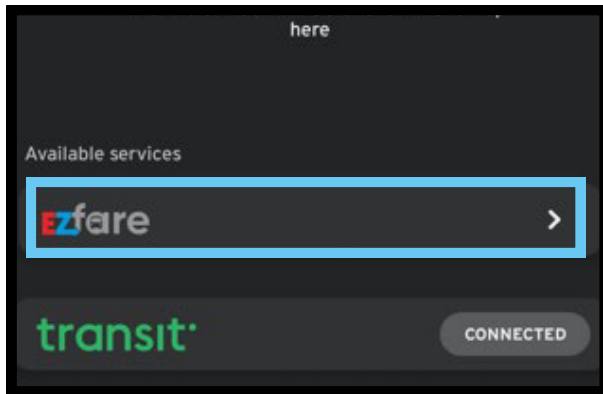 here
Available services
EZfare
transit
CONNECTED